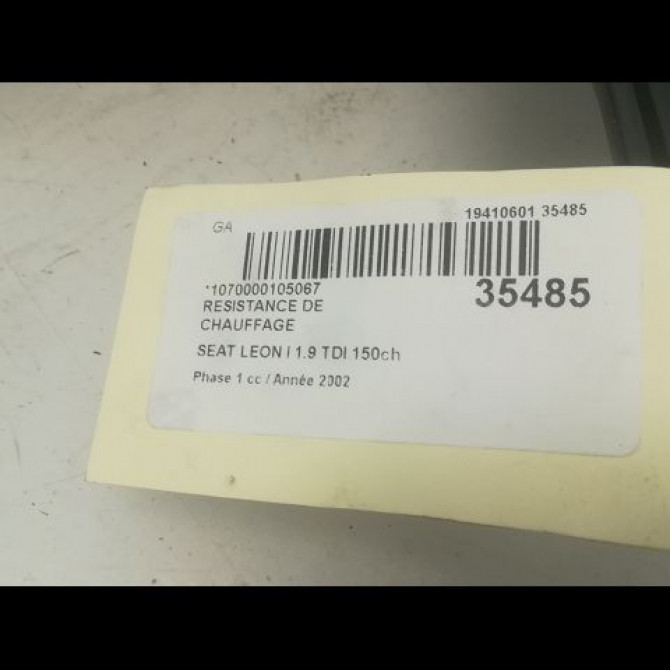 GA
19410601 35485
*1070000105067
35485
RESISTANCE DE
CHAUFFAGE
SEAT LEON I 1.9 TDI 150ch
Phase 1 cc / Année 2002